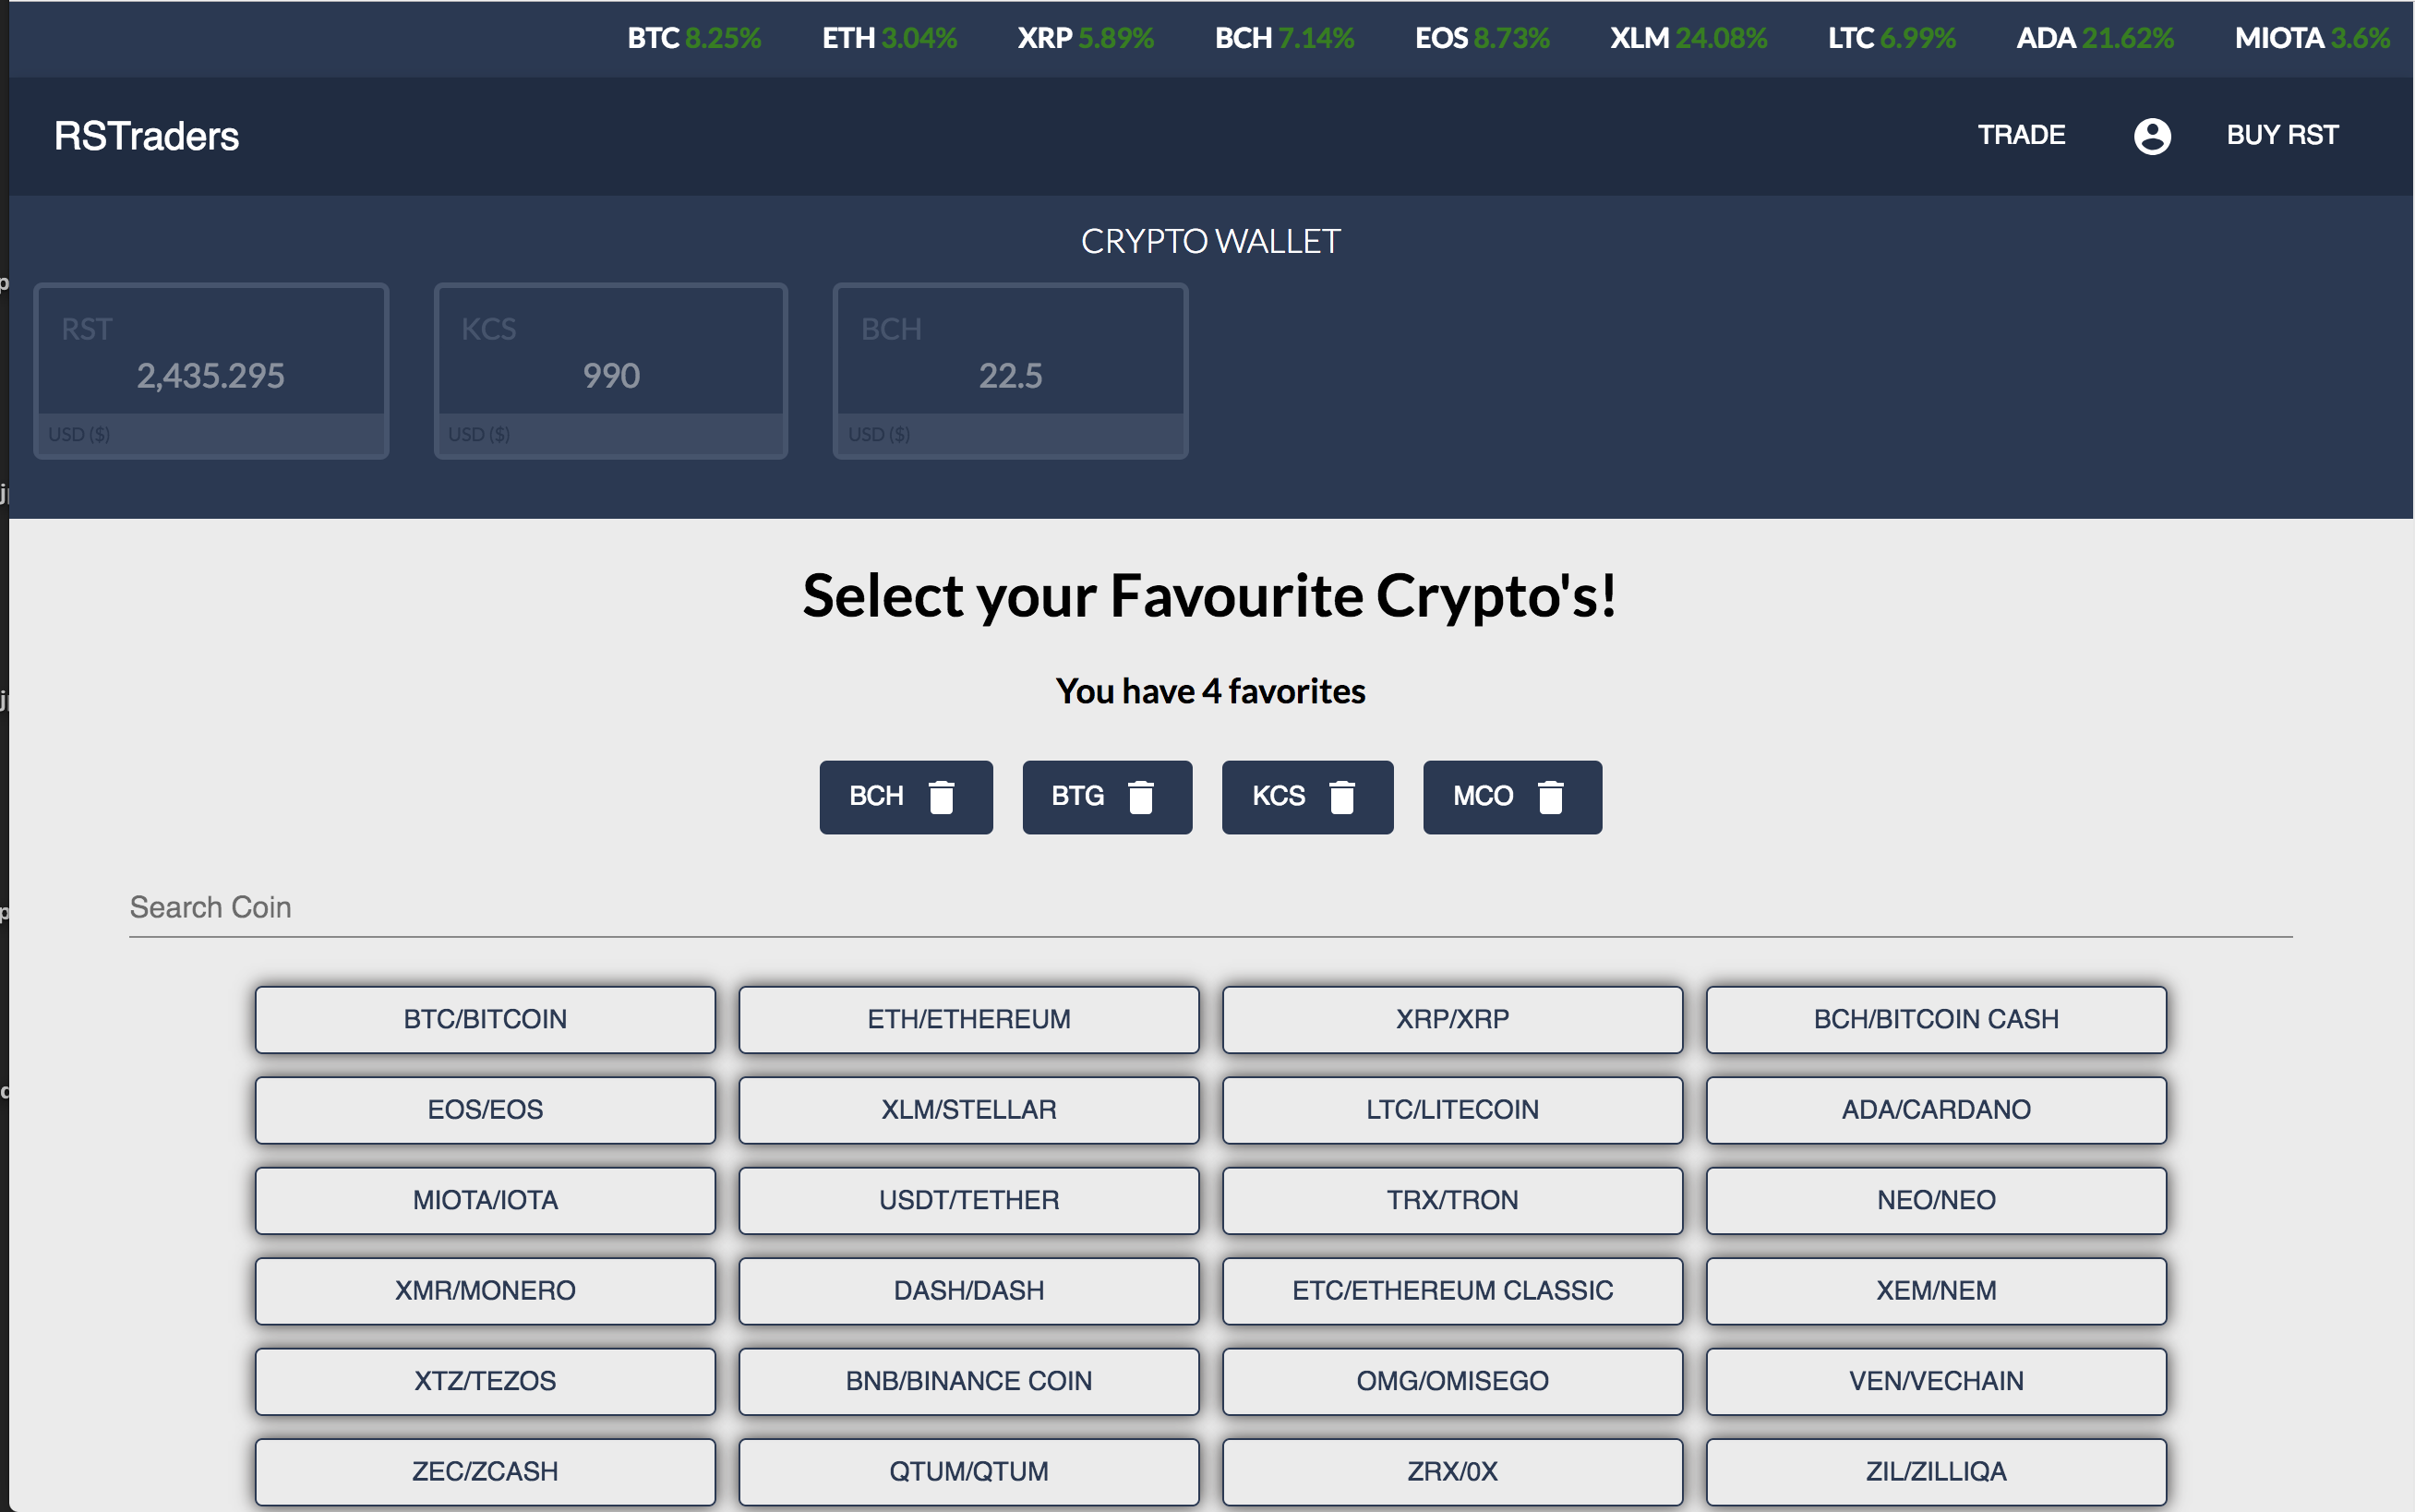 BTC 8.25% ETH 3.04% XRP 5.89% BCH 7.14% EOS 8.73% XLM 24.08% LTC 6.99% ADA 21.62% MIOTA 3.6%
RSTraders TRADE BUY RST
CRYPTO WALLET
RST KCS BCH
2,435.295 990 22.5
USD ($) USD ($) USD ($)
Select your Favourite Crypto's!
You have 4 favorites
BCH BTG KCS MCO
Search Coin
BTC/BITCOIN ETH/ETHEREUM XRP/XRP BCH/BITCOIN CASH
EOS/EOS XLM/STELLAR LTC/LITECOIN ADA/CARDANO
MIOTA/IOTA USDT/TETHER TRX/TRON NEO/NEO
XMR/MONERO DASH/DASH ETC/ETHEREUM CLASSIC XEM/NEM
XTZ/TEZOS BNB/BINANCE COIN OMG/OMISEGO VEN/VECHAIN
ZEC/ZCASH QTUM/QTUM ZRX/0X ZIL/ZILLIQA